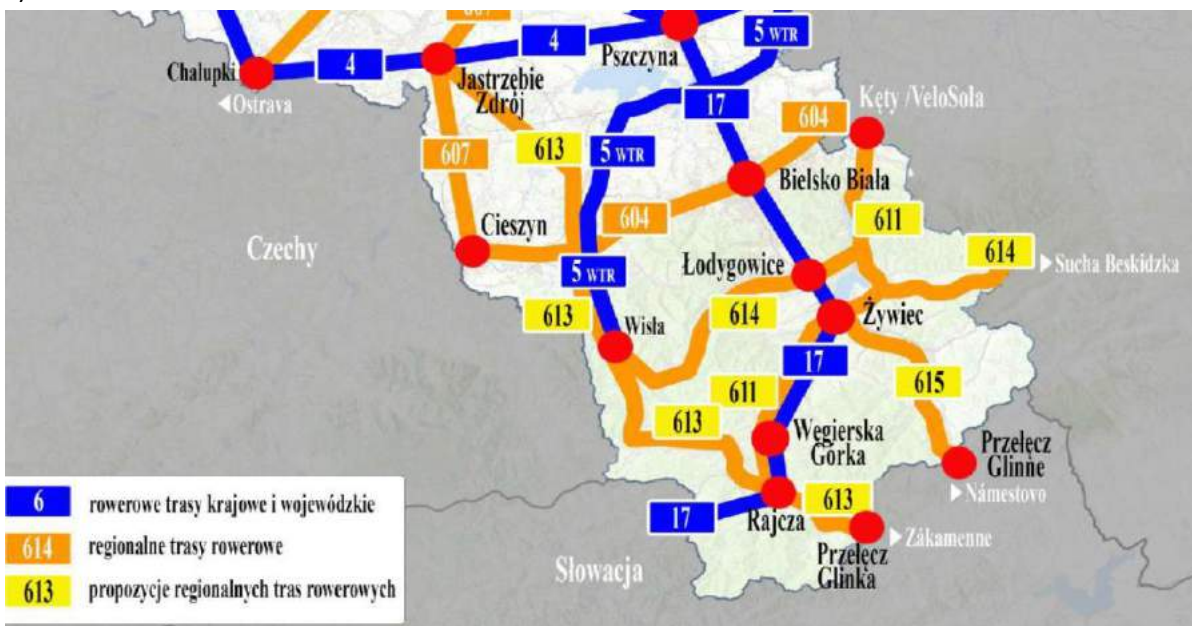 4
5 WTR
Pszczyna
Chałupki
4
Jastrzębie
Zdrój
◀Ostrava
17
604
Kęty /VeloSoła
607
613
5 WTR
Bielsko Biała
Cieszyn
604
611
Czechy
5 WTR
Łodygowice
614
▶Sucha Beskidzka
613
Wisła
614
Żywiec
17
615
611
613
Węgierska
Górka
Przełęcz
Glinne
▶Námestovo
6 rowerowe trasy krajowe i wojewódzkie
17
Rajcza
613
▶Zákamenne
614 regionalne trasy rowerowe
Słowacja
Przełęcz
Glinka
613 propozycje regionalnych tras rowerowych